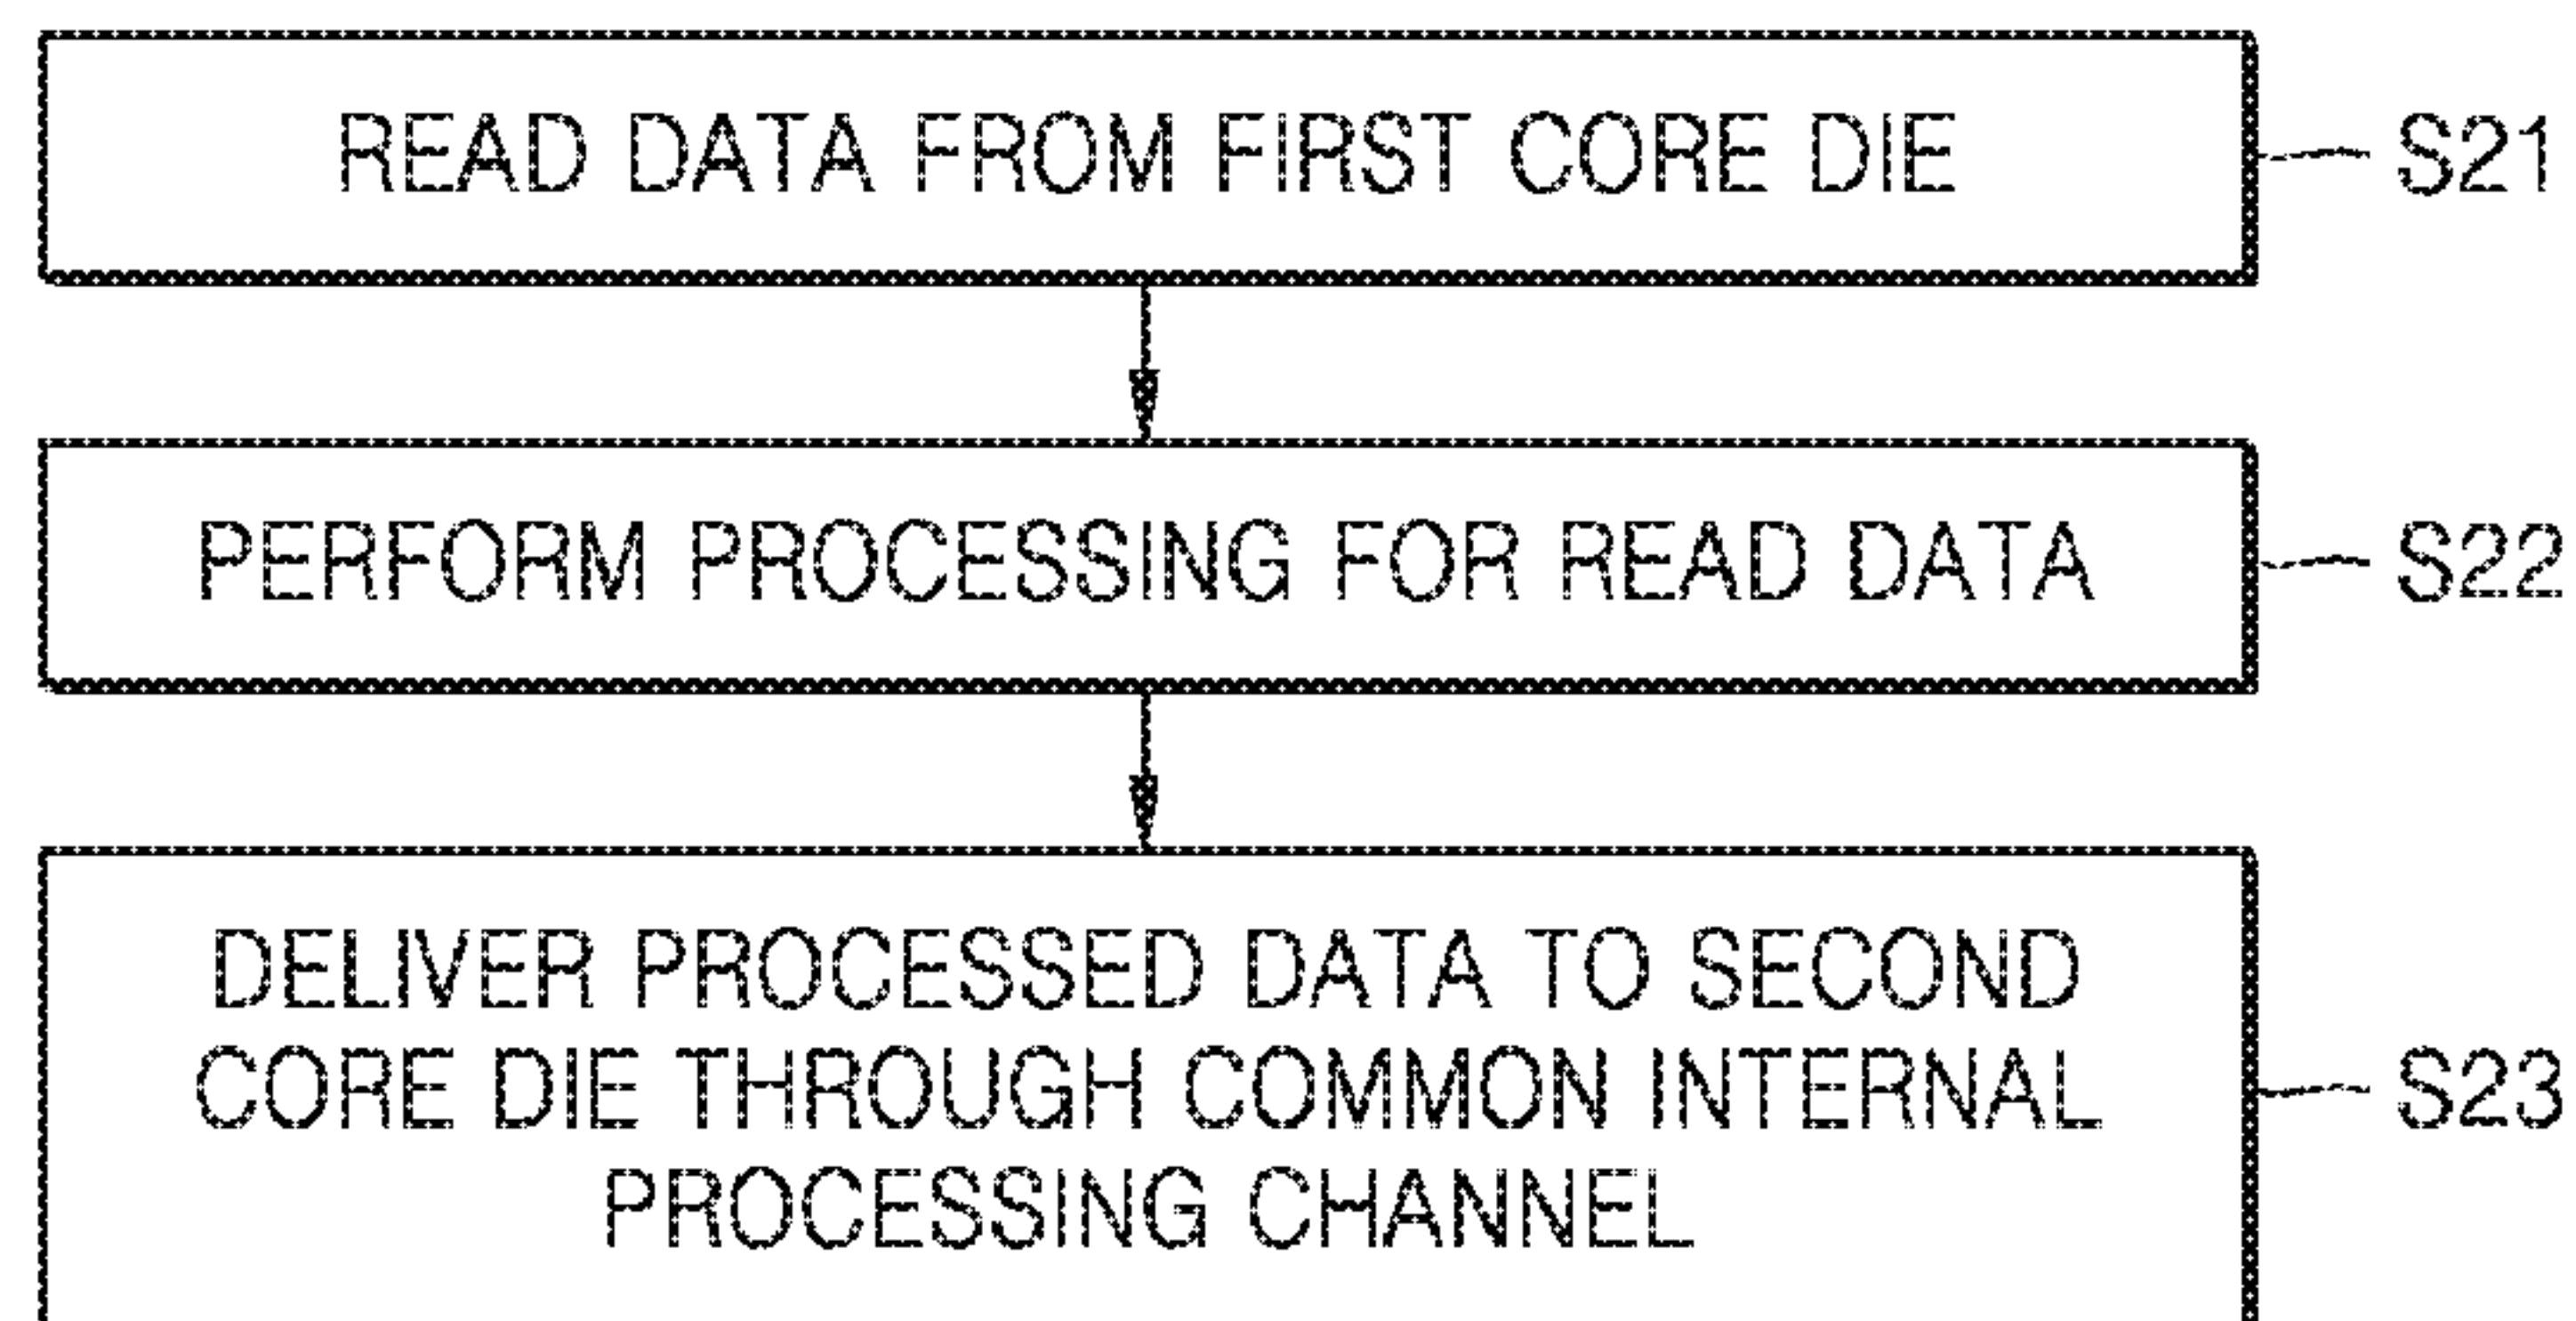 READ DATA FROM FIRST CORE DIE
S21
PERFORM PROCESSING FOR READ DATA
S22
DELIVER PROCESSED DATA TO SECOND
CORE DIE THROUGH COMMON INTERNAL
PROCESSING CHANNEL
S23